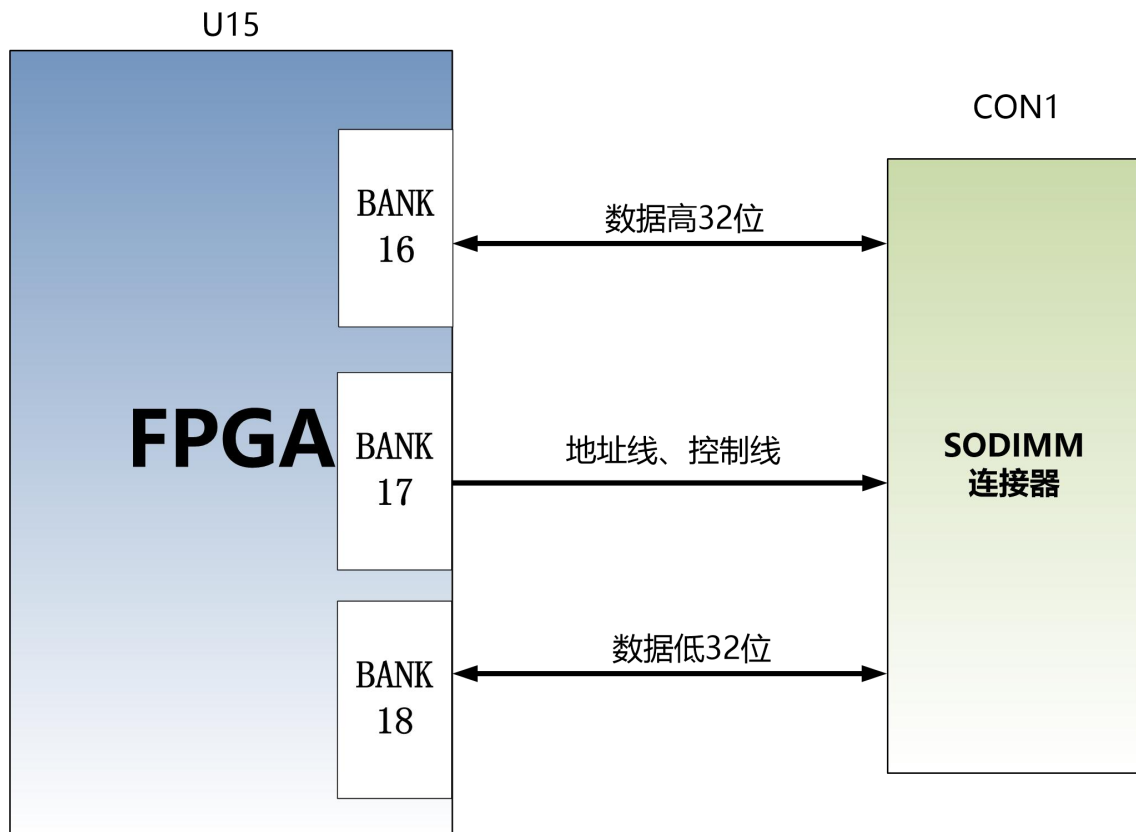 U15
CON1
BANK
16
数据高32位
FPGA
BANK
17
地址线、控制线
SODIMM
连接器
BANK
18
数据低32位